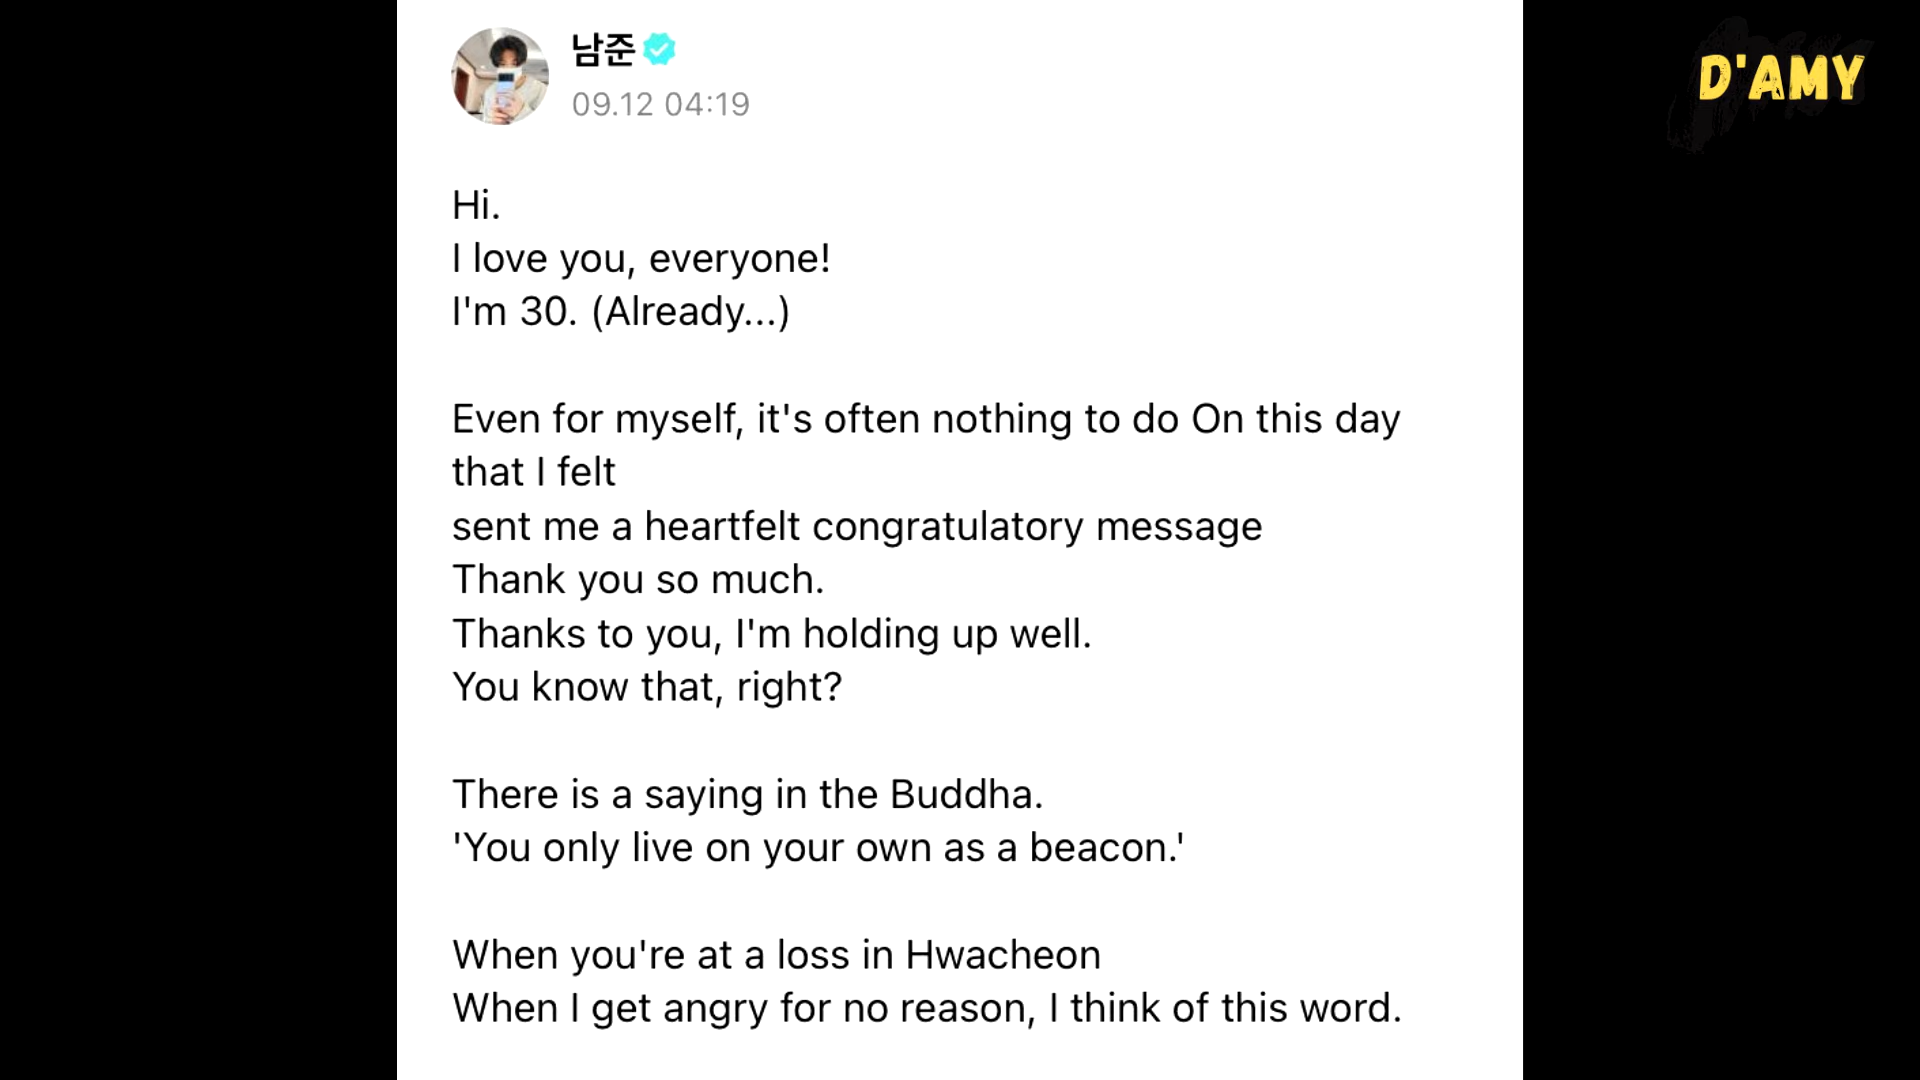 남준
09.12 04:19
D'AMY
Hi.
I love you, everyone!
I'm 30. (Already...)
Even for myself, it's often nothing to do On this day
that I felt
sent me a heartfelt congratulatory message
Thank you so much.
Thanks to you, I'm holding up well.
You know that, right?
There is a saying in the Buddha.
'You only live on your own as a beacon.'
When you're at a loss in Hwacheon
When I get angry for no reason, I think of this word.